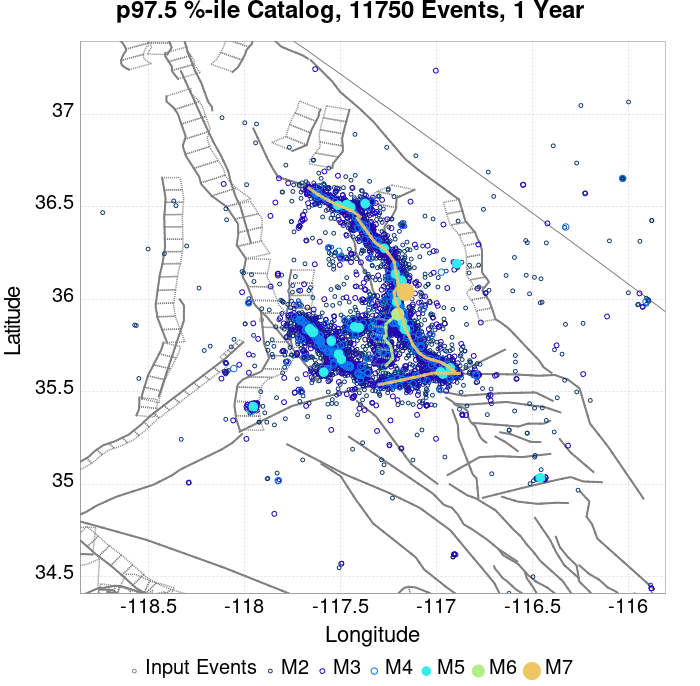 p97.5 %-ile Catalog, 11750 Events, 1 Year
37
36.5
36
35.5
35
34.5
Latitude
-118.5 -118 -117.5 -117 -116.5 -116
Longitude
Input Events M2 M3 M4 M5 M6 M7